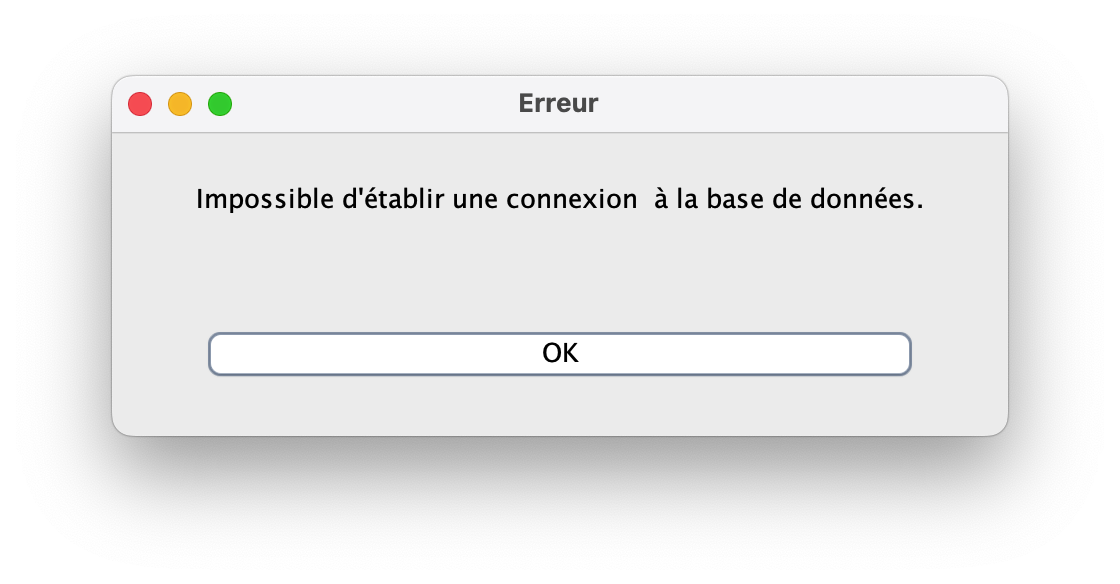 Erreur
Impossible d'établir une connexion  à la base de données.
OK